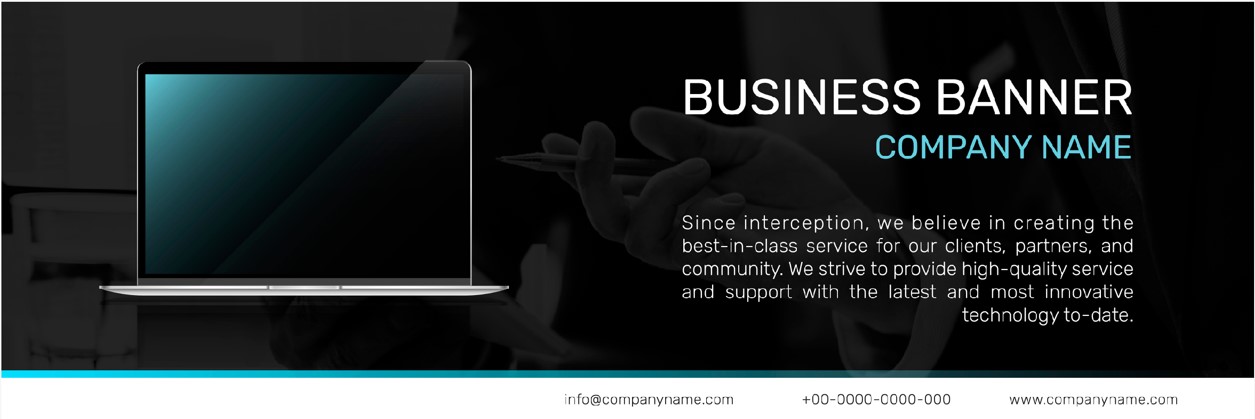 BUSINESS BANNER
COMPANY NAME
Since interception, we believe in creating the
best-in-class service for our clients, partners, and
community. We strive to provide high-quality service
and support with the latest and most innovative
technology to-date.
info@companyname.com +00-0000-0000-000 www.companyname.com